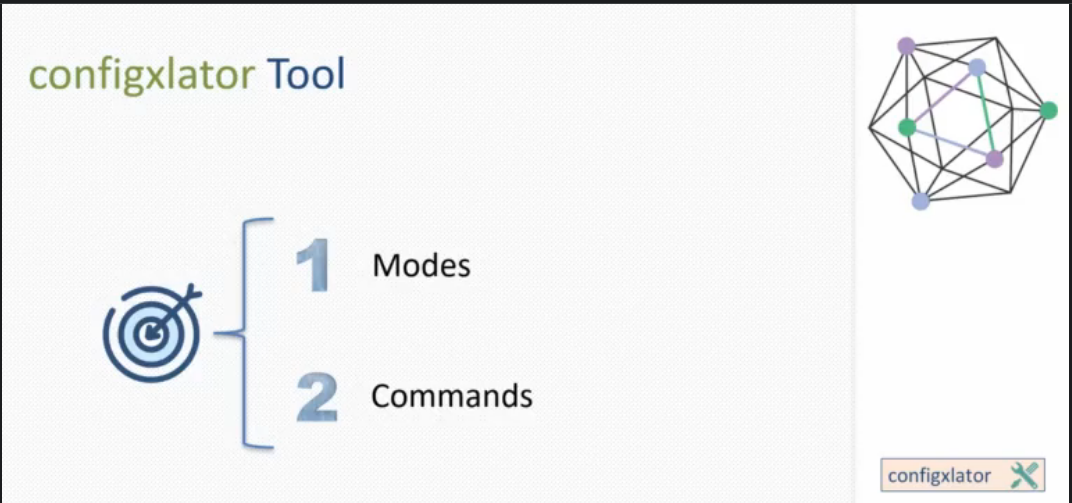 configxlator Tool
1 Modes
2 Commands
configxlator